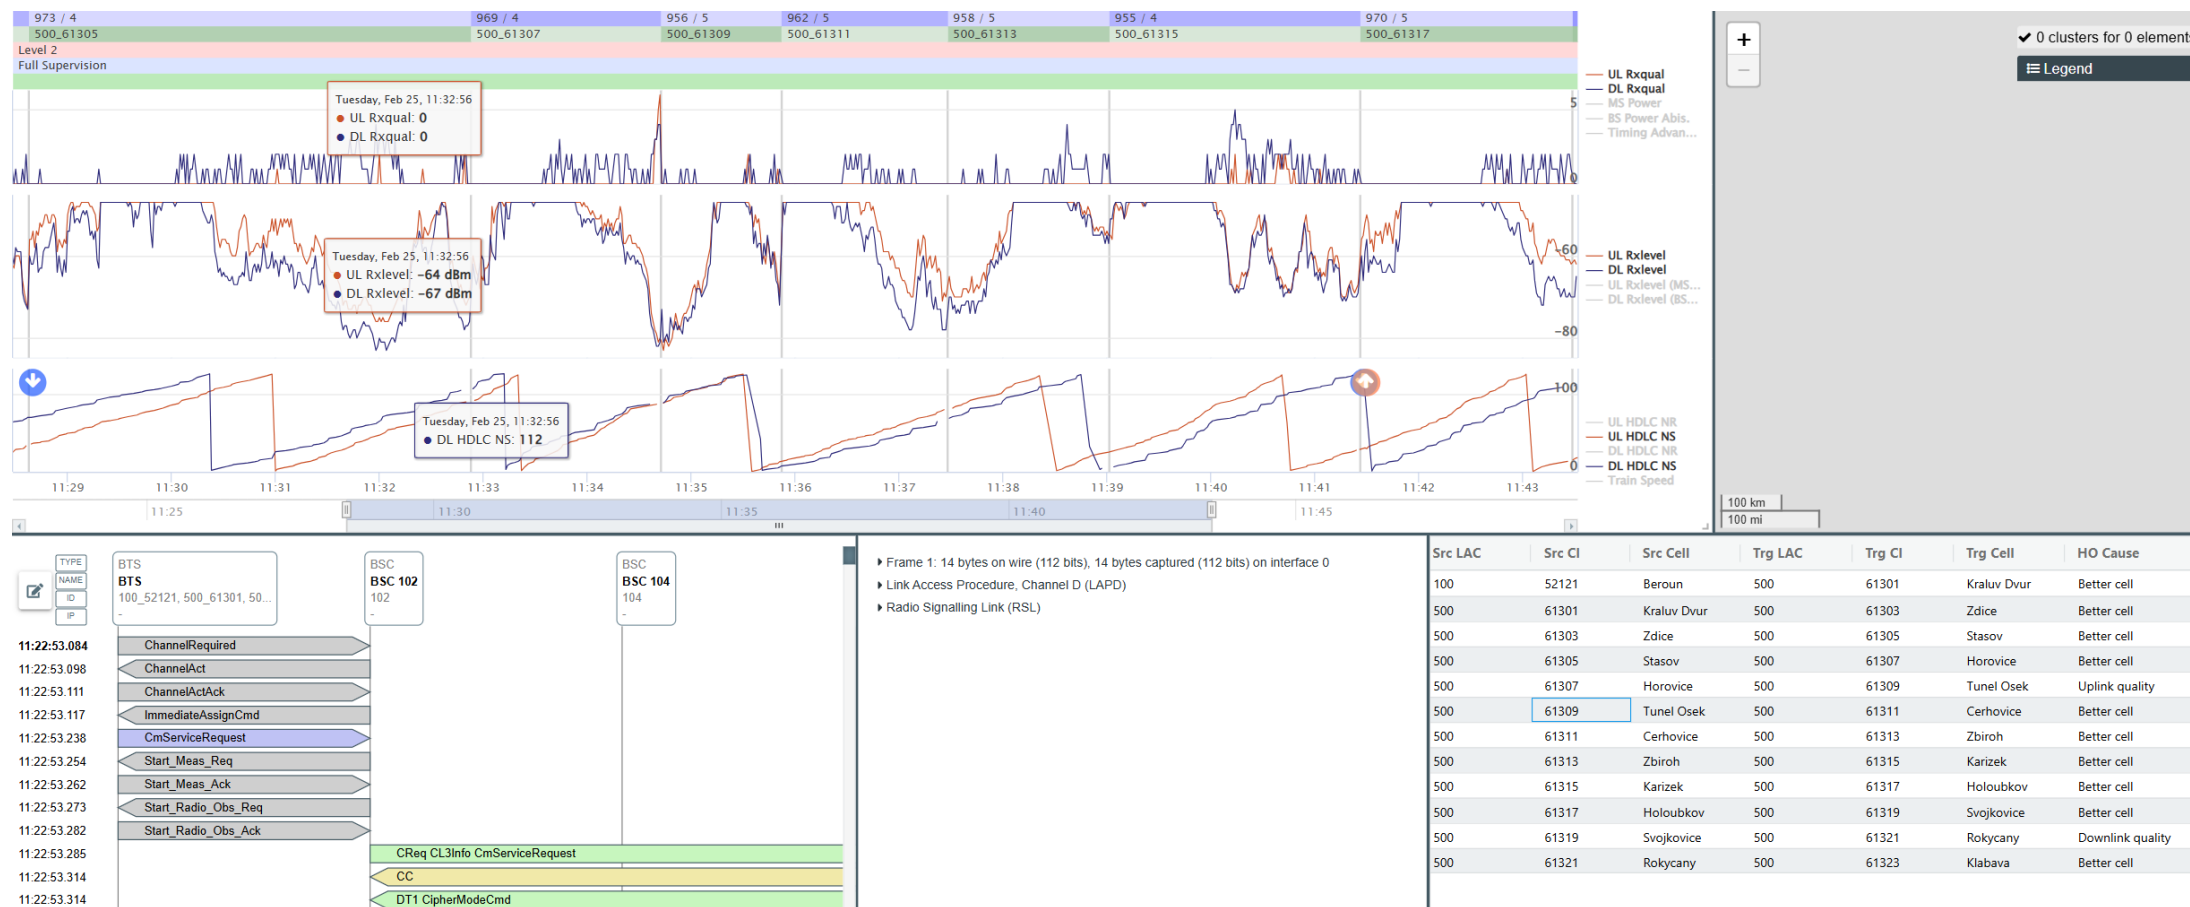 973 / 4 969 / 4 956 / 5 962 / 5 958 / 5 955 / 4 970 / 5
500_61305 500_61307 500_61309 500_61311 500_61313 500_61315 500_61317
Level 2
Full Supervision
Tuesday, Feb 25, 11:32:56
UL Rxqual: 0
DL Rxqual: 0
5
0
UL Rxqual
DL Rxqual
MS Power
BS Power Abis.
Timing Advan...
Tuesday, Feb 25, 11:32:56
UL Rxlevel: -64 dBm
DL Rxlevel: -67 dBm
-60
-80
UL Rxlevel
DL Rxlevel
UL Rxlevel (MS...
DL Rxlevel (BS...
Tuesday, Feb 25, 11:32:56
DL HDLC NS: 112
100
0
UL HDLC NR
UL HDLC NS
DL HDLC NR
DL HDLC NS
Train Speed
11:29 11:30 11:31 11:32 11:33 11:34 11:35 11:36 11:37 11:38 11:39 11:40 11:41 11:42 11:43
11:25 11:30 11:35 11:40 11:45
+
−
0 clusters for 0 element
Legend
100 km
100 mi
TYPE
NAME
ID
IP
BTS
BTS
100_52121, 500_61301, 50...
-
BSC
BSC 102
102
-
BSC
BSC 104
104
-
11:22:53.084 ChannelRequired
11:22:53.098 ChannelAct
11:22:53.111 ChannelActAck
11:22:53.117 ImmediateAssignCmd
11:22:53.238 CmServiceRequest
11:22:53.254 Start_Meas_Req
11:22:53.262 Start_Meas_Ack
11:22:53.273 Start_Radio_Obs_Req
11:22:53.282 Start_Radio_Obs_Ack
11:22:53.285 CReq CL3Info CmServiceRequest
11:22:53.314 CC
11:22:53.314 DT1 CipherModeCmd
Frame 1: 14 bytes on wire (112 bits), 14 bytes captured (112 bits) on interface 0
Link Access Procedure, Channel D (LAPD)
Radio Signalling Link (RSL)
Src LAC Src CI Src Cell Trg LAC Trg CI Trg Cell HO Cause
100 52121 Beroun 500 61301 Kraluv Dvur Better cell
500 61301 Kraluv Dvur 500 61303 Zdice Better cell
500 61303 Zdice 500 61305 Stasov Better cell
500 61305 Stasov 500 61307 Horovice Better cell
500 61307 Horovice 500 61309 Tunel Osek Uplink quality
500 61309 Tunel Osek 500 61311 Cerhovice Better cell
500 61311 Cerhovice 500 61313 Zbiroh Better cell
500 61313 Zbiroh 500 61315 Karizek Better cell
500 61315 Karizek 500 61317 Holoubkov Better cell
500 61317 Holoubkov 500 61319 Svojkovice Better cell
500 61319 Svojkovice 500 61321 Rokycany Downlink quality
500 61321 Rokycany 500 61323 Klabava Better cell